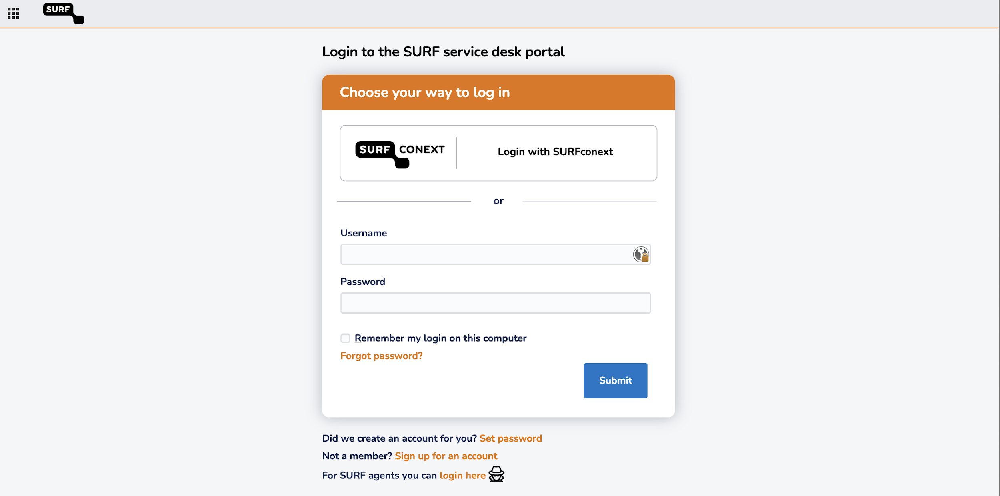 SURF
Login to the SURF service desk portal
Choose your way to log in
SURF CONEXT
Login with SURFconext
or
Username
Password
Remember my login on this computer
Forgot password?
Submit
Did we create an account for you? Set password
Not a member? Sign up for an account
For SURF agents you can login here